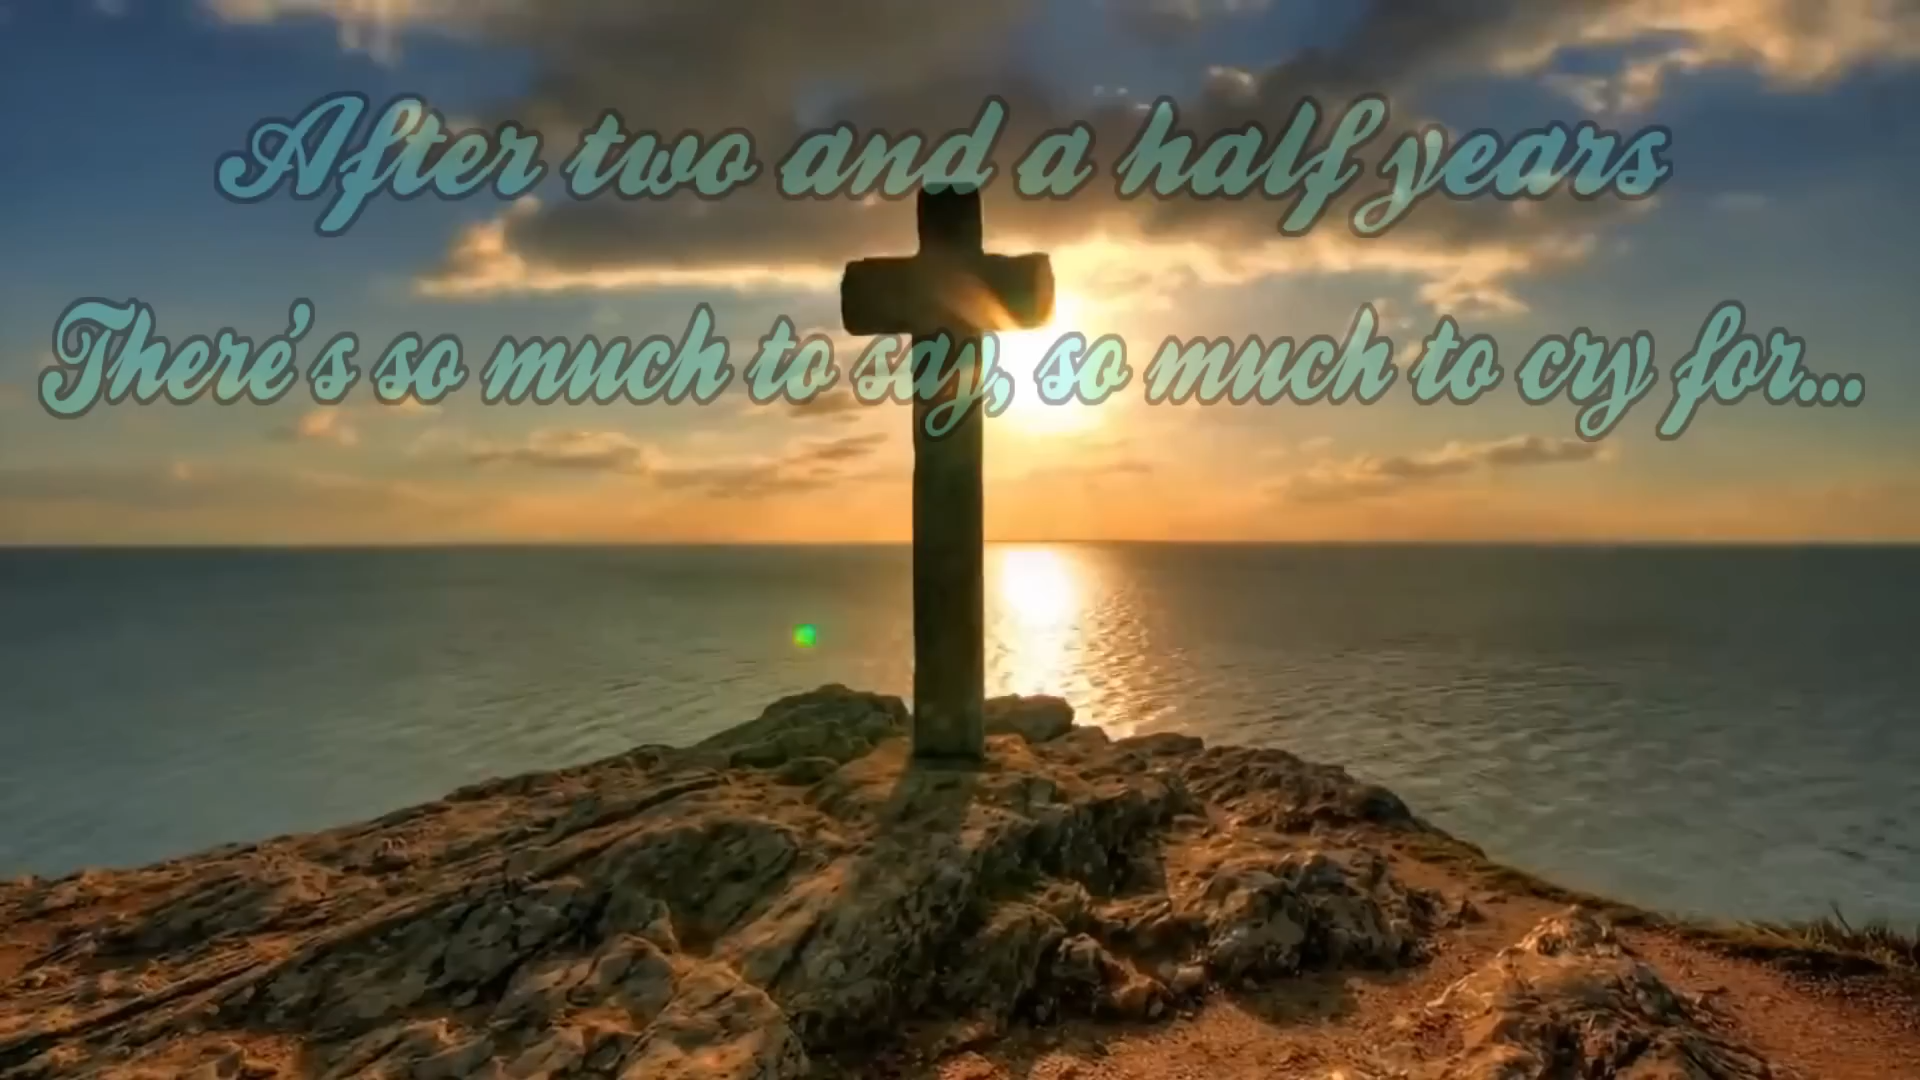 After two and a half years
There's so much to say, so much to cry for...